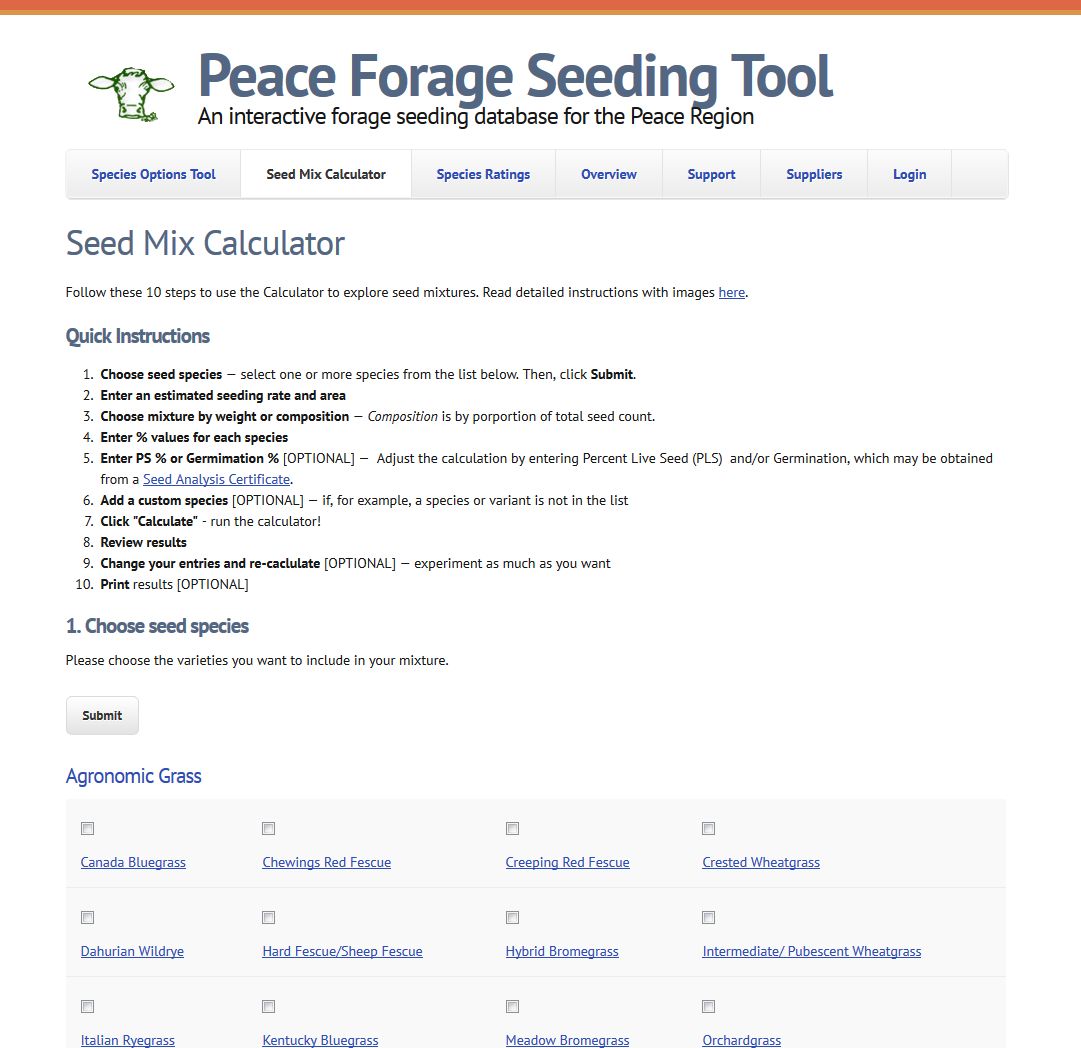 Peace Forage Seeding Tool
An interactive forage seeding database for the Peace Region
Species Options Tool Seed Mix Calculator Species Ratings Overview Support Suppliers Login
Seed Mix Calculator
Follow these 10 steps to use the Calculator to explore seed mixtures. Read detailed instructions with images here.
Quick Instructions
1. Choose seed species — select one or more species from the list below. Then, click Submit.
2. Enter an estimated seeding rate and area
3. Choose mixture by weight or composition — Composition is by porportion of total seed count.
4. Enter % values for each species
5. Enter PS % or Germimation % [OPTIONAL] — Adjust the calculation by entering Percent Live Seed (PLS) and/or Germination, which may be obtained
from a Seed Analysis Certificate.
6. Add a custom species [OPTIONAL] — if, for example, a species or variant is not in the list
7. Click "Calculate" - run the calculator!
8. Review results
9. Change your entries and re-caclulate [OPTIONAL] — experiment as much as you want
10. Print results [OPTIONAL]
1. Choose seed species
Please choose the varieties you want to include in your mixture.
Submit
Agronomic Grass
Canada Bluegrass Chewings Red Fescue Creeping Red Fescue Crested Wheatgrass
Dahurian Wildrye Hard Fescue/Sheep Fescue Hybrid Bromegrass Intermediate/ Pubescent Wheatgrass
Italian Ryegrass Kentucky Bluegrass Meadow Bromegrass Orchardgrass